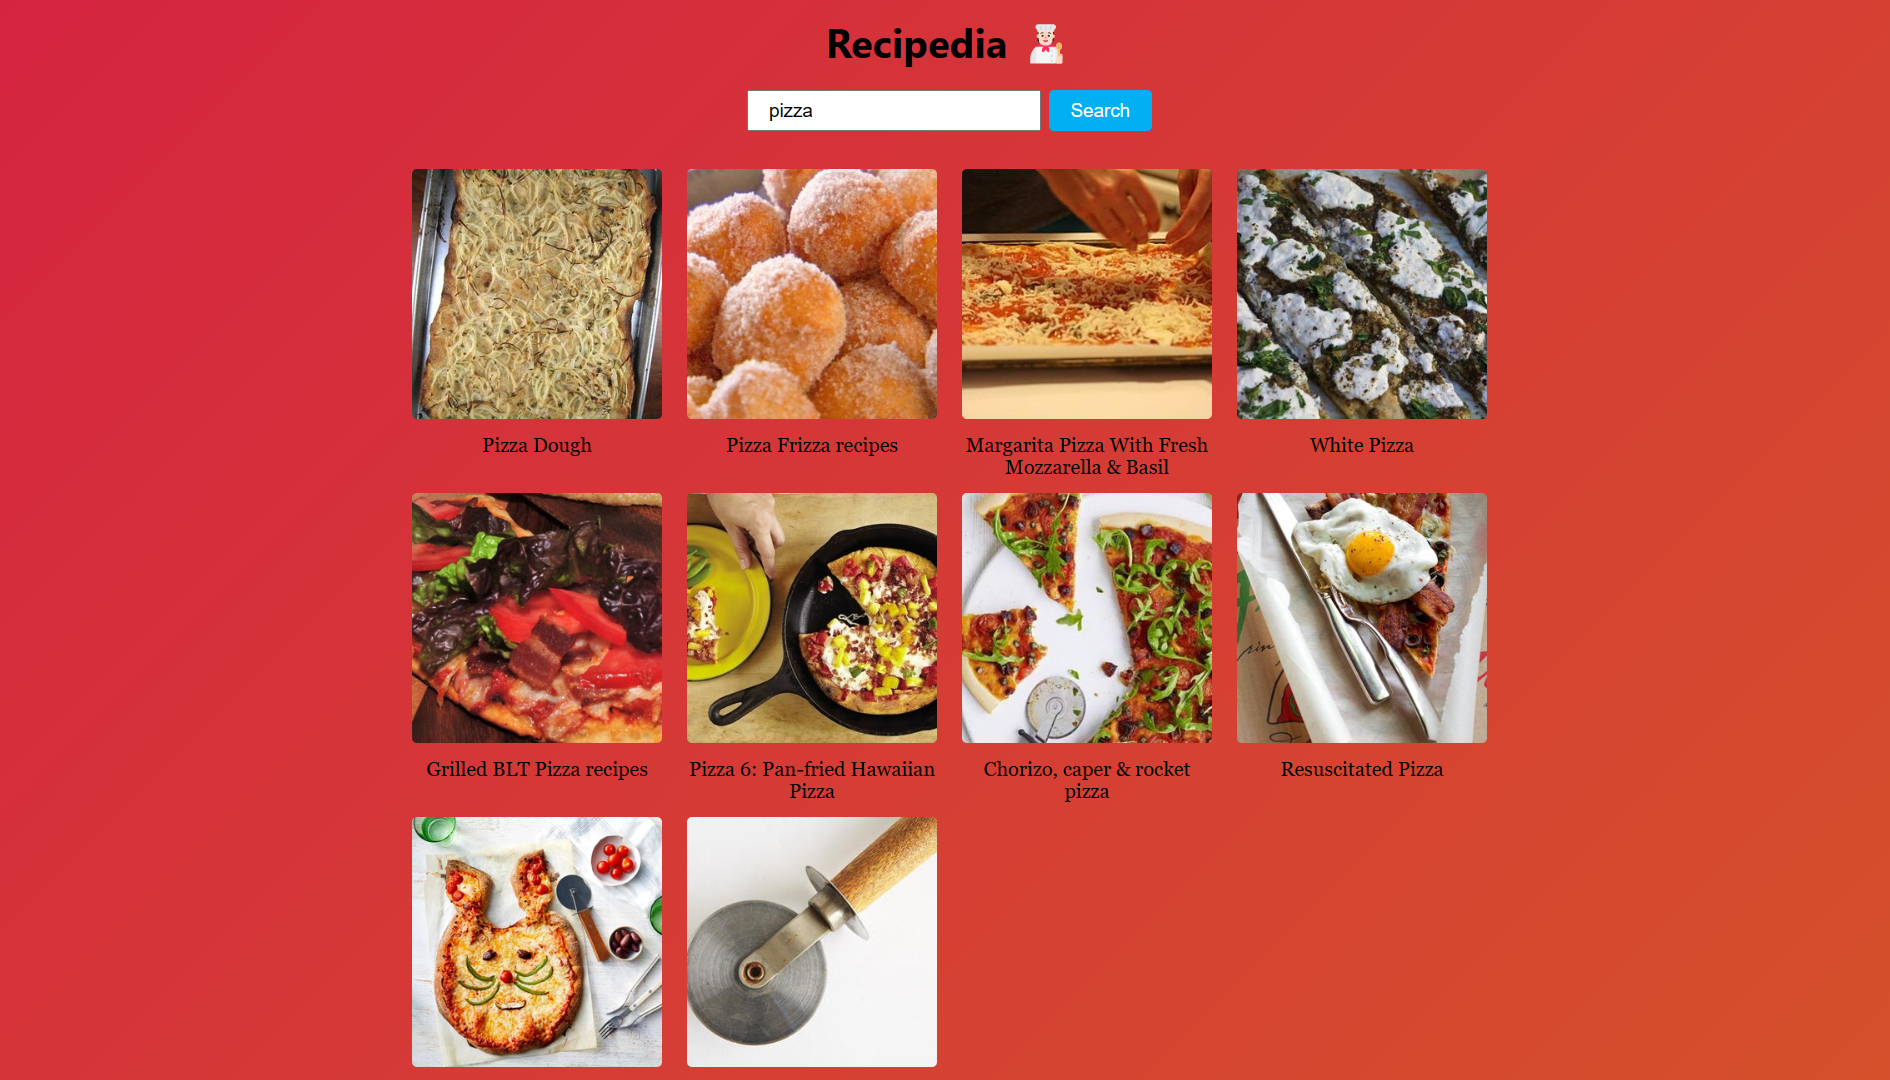 Recipedia
pizza
Search
Pizza Dough
Pizza Frizza recipes
Margarita Pizza With Fresh
Mozzarella & Basil
White Pizza
Grilled BLT Pizza recipes
Pizza 6: Pan-fried Hawaiian
Pizza
Chorizo, caper & rocket
pizza
Resuscitated Pizza